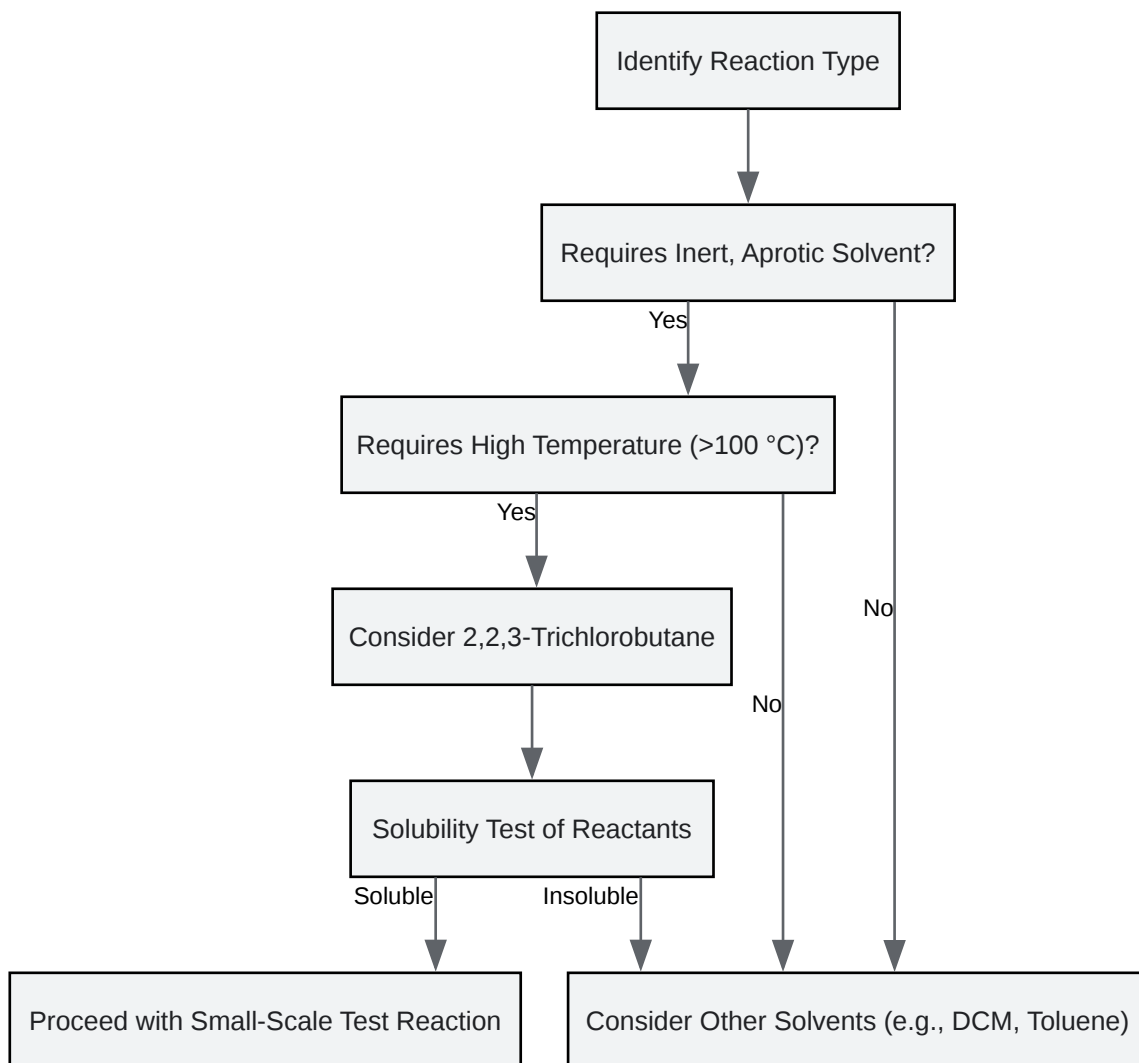 Identify Reaction Type
Requires Inert, Aprotic Solvent?
Yes
Requires High Temperature (>100 °C)?
Yes
No
Consider 2,2,3-Trichlorobutane
No
Solubility Test of Reactants
Soluble
Insoluble
Proceed with Small-Scale Test Reaction
Consider Other Solvents (e.g., DCM, Toluene)